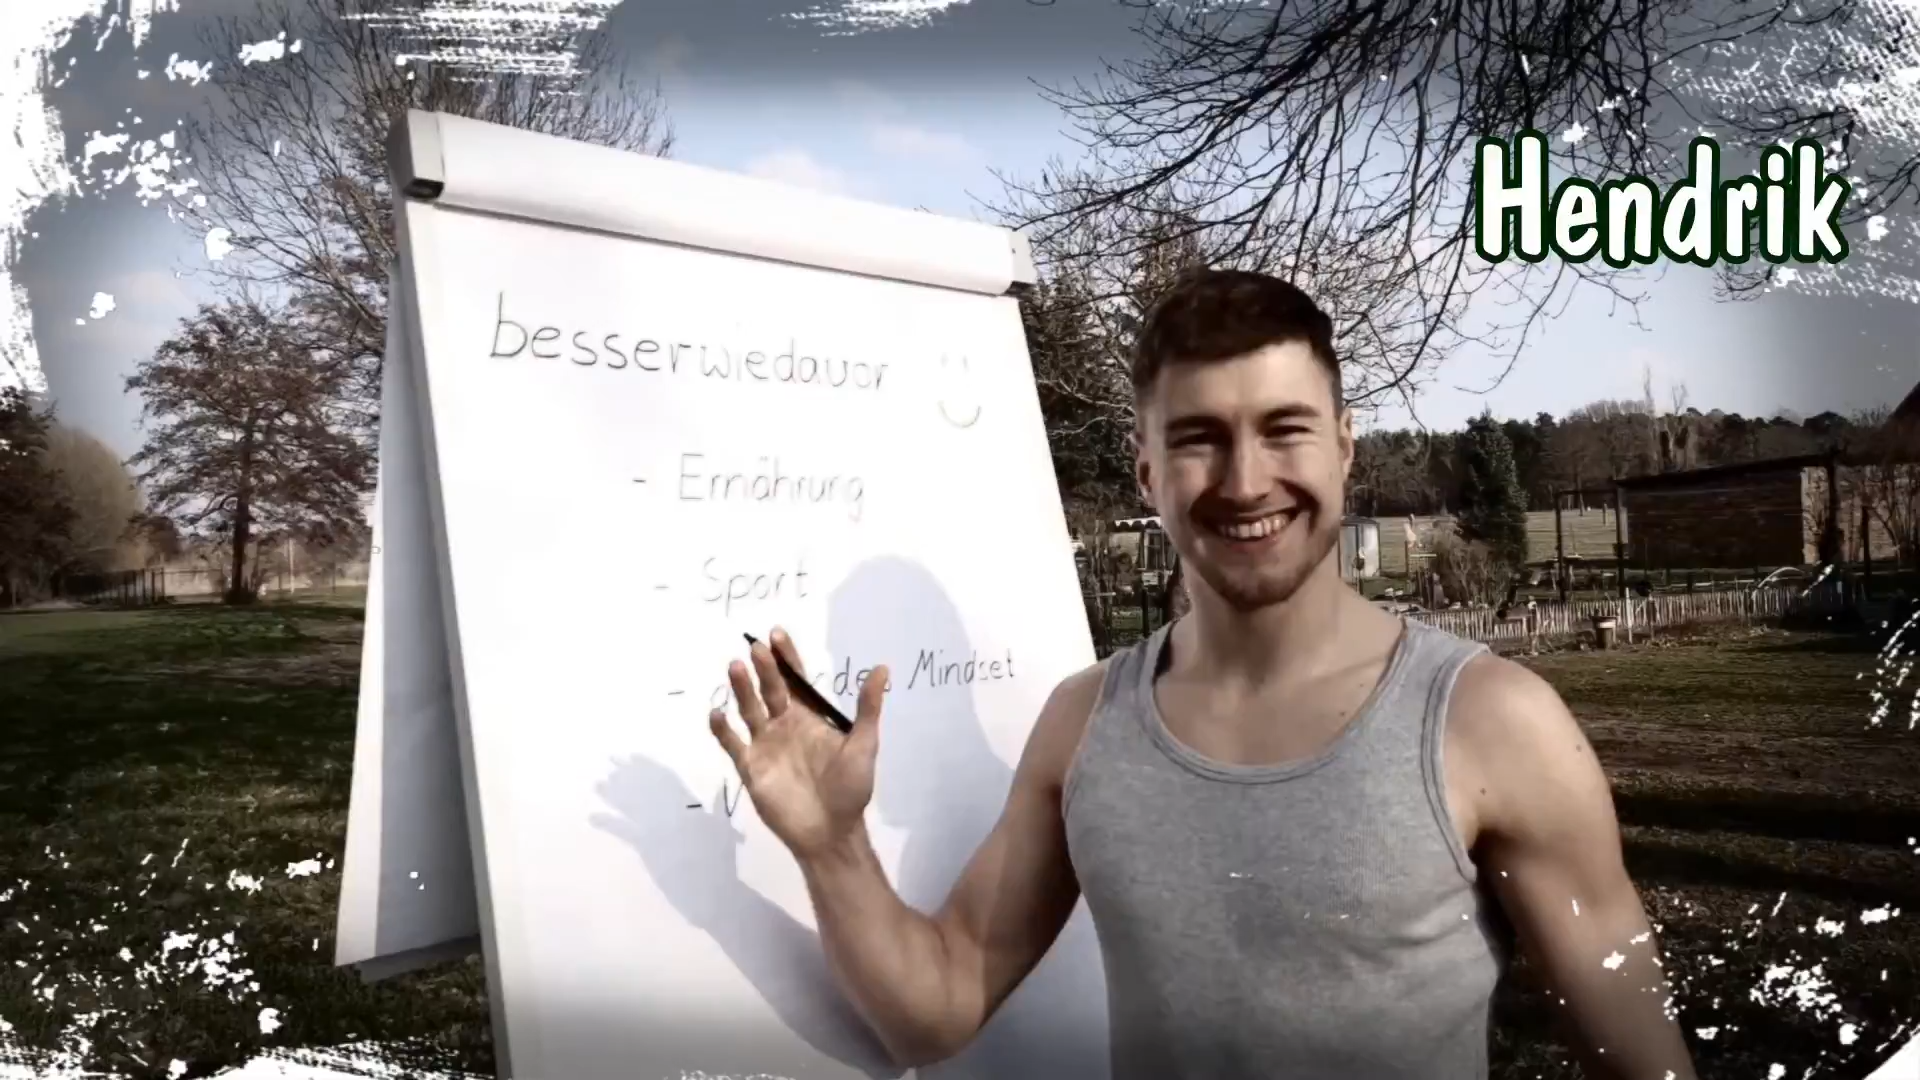 Hendrik
besserwiedavor
- Ernährung
- Sport
- Mindset
-